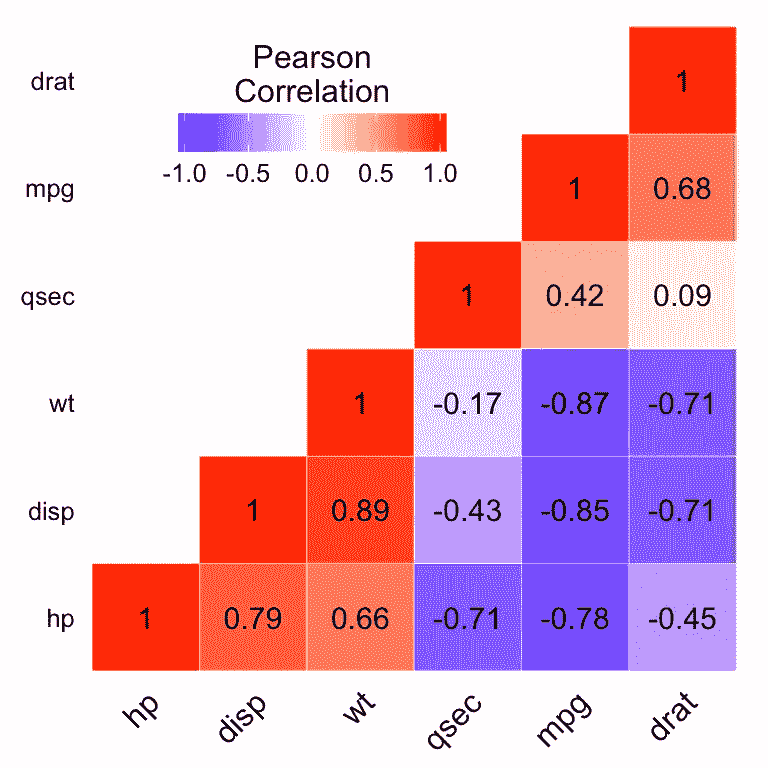 Pearson
Correlation
-1.0 -0.5 0.0 0.5 1.0
drat 1
mpg 1 0.68
qsec 1 0.42 0.09
wt 1 -0.17 -0.87 -0.71
disp 1 0.89 -0.43 -0.85 -0.71
hp 1 0.79 0.66 -0.71 -0.78 -0.45
hp disp wt qsec mpg drat